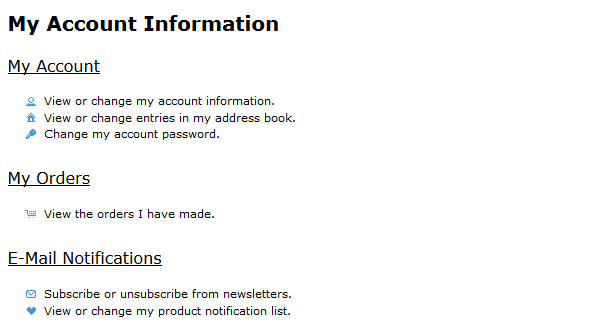 My Account Information
My Account
View or change my account information.
View or change entries in my address book.
Change my account password.
My Orders
View the orders I have made.
E-Mail Notifications
Subscribe or unsubscribe from newsletters.
View or change my product notification list.